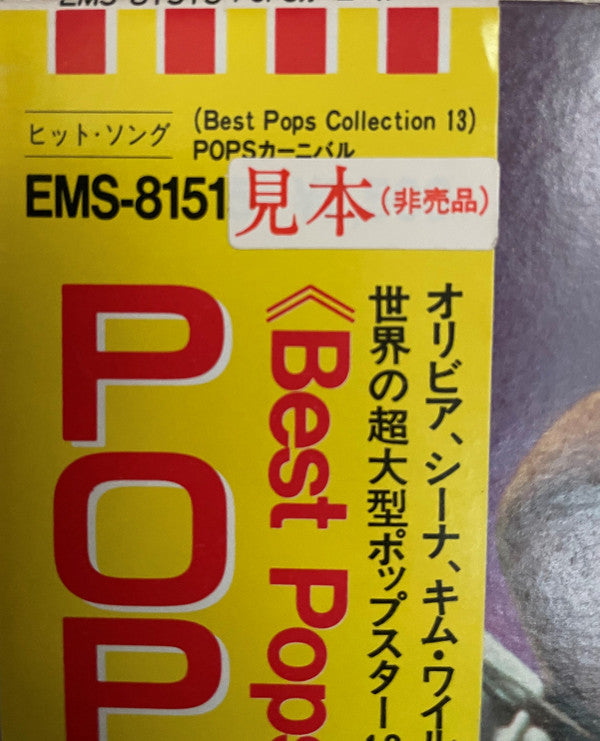 ヒット・ソング
(Best Pops Collection 13)
POPSカーニバル
EMS-8151
見本(非売品)
オリビア、シーナ、キム・ワイル
世界の超大型ポップスター
《Best Pops
POP